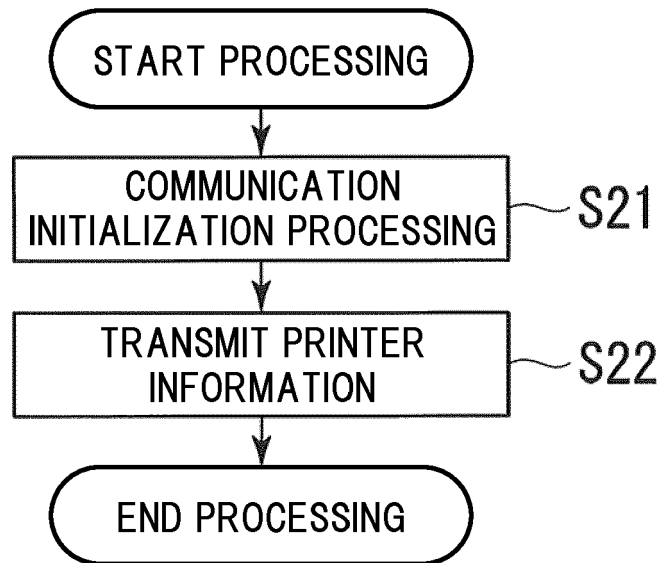 START PROCESSING
COMMUNICATION
INITIALIZATION PROCESSING
S21
TRANSMIT PRINTER
INFORMATION
S22
END PROCESSING